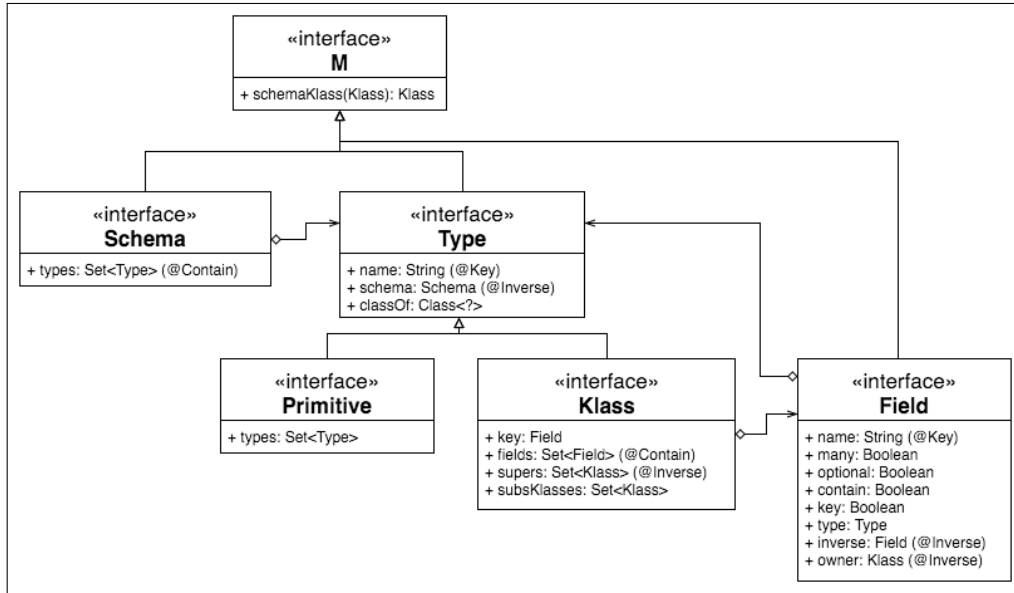 «interface»
M
+ schemaKlass(Klass): Klass
«interface»
Schema
+ types: Set<Type> (@Contain)
«interface»
Type
+ name: String (@Key)
+ schema: Schema (@Inverse)
+ classOf: Class<?>
«interface»
Primitive
+ types: Set<Type>
«interface»
Klass
+ key: Field
+ fields: Set<Field> (@Contain)
+ supers: Set<Klass> (@Inverse)
+ subsKlasses: Set<Klass>
«interface»
Field
+ name: String (@Key)
+ many: Boolean
+ optional: Boolean
+ contain: Boolean
+ key: Boolean
+ type: Type
+ inverse: Field (@Inverse)
+ owner: Klass (@Inverse)